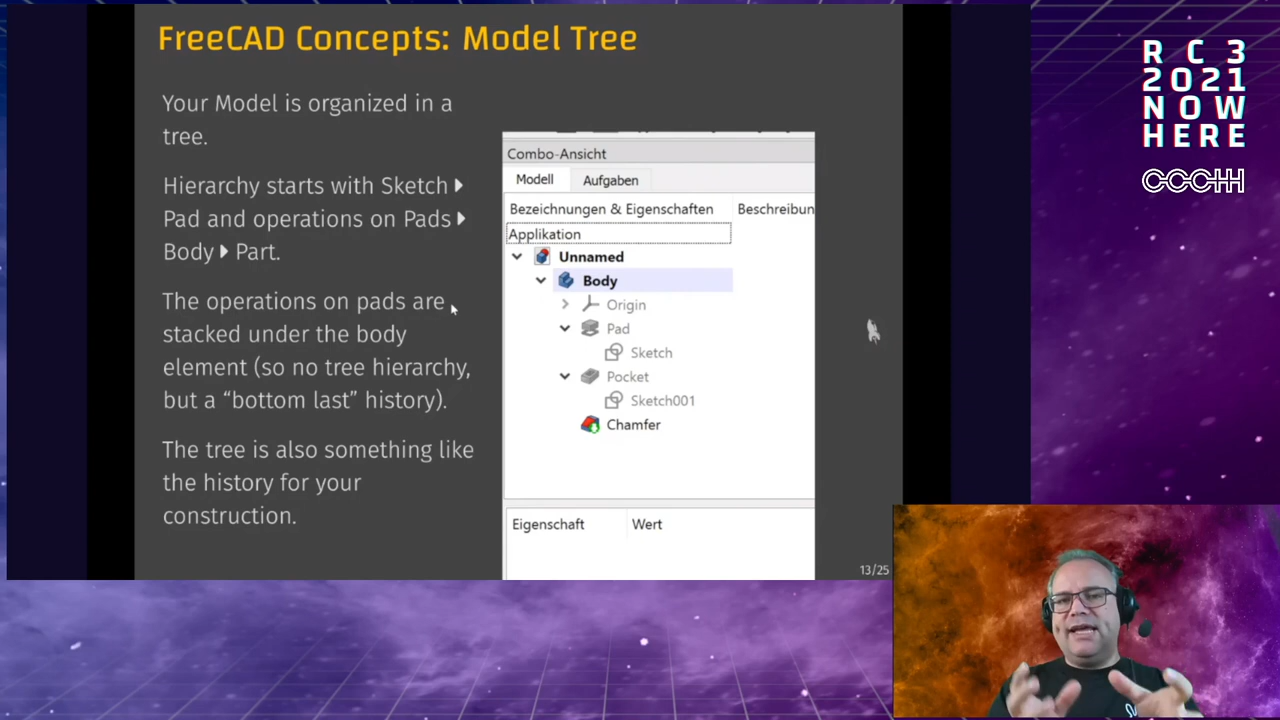 FreeCAD Concepts: Model Tree
Your Model is organized in a
tree.
Hierarchy starts with Sketch
Pad and operations on Pads
Body Part.
The operations on pads are
stacked under the body
element (so no tree hierarchy,
but a “bottom last” history).
The tree is also something like
the history for your
construction.
Combo-Ansicht
Modell Aufgaben
Bezeichnungen & Eigenschaften Beschreibun
Applikation
Unnamed
Body
Origin
Pad
Sketch
Pocket
Sketch001
Chamfer
Eigenschaft Wert
13/25
RC3
2021
NOW
HERE
CCCHH